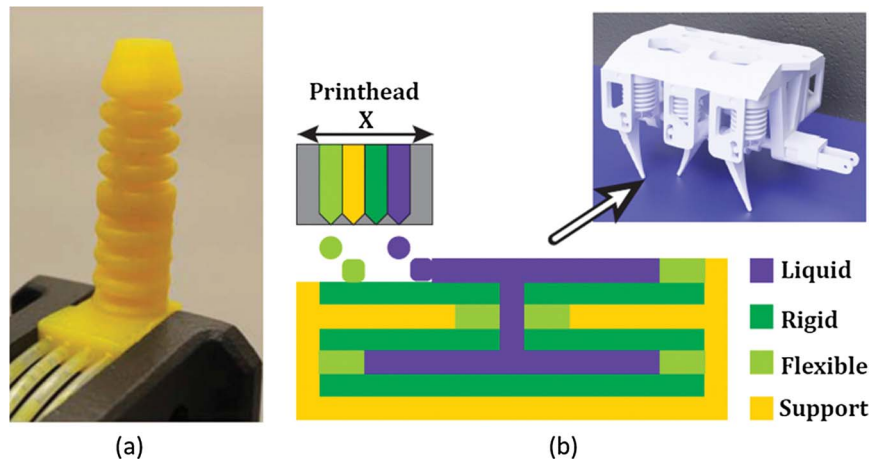 Printhead
X
Liquid
Rigid
Flexible
Support
(a)
(b)